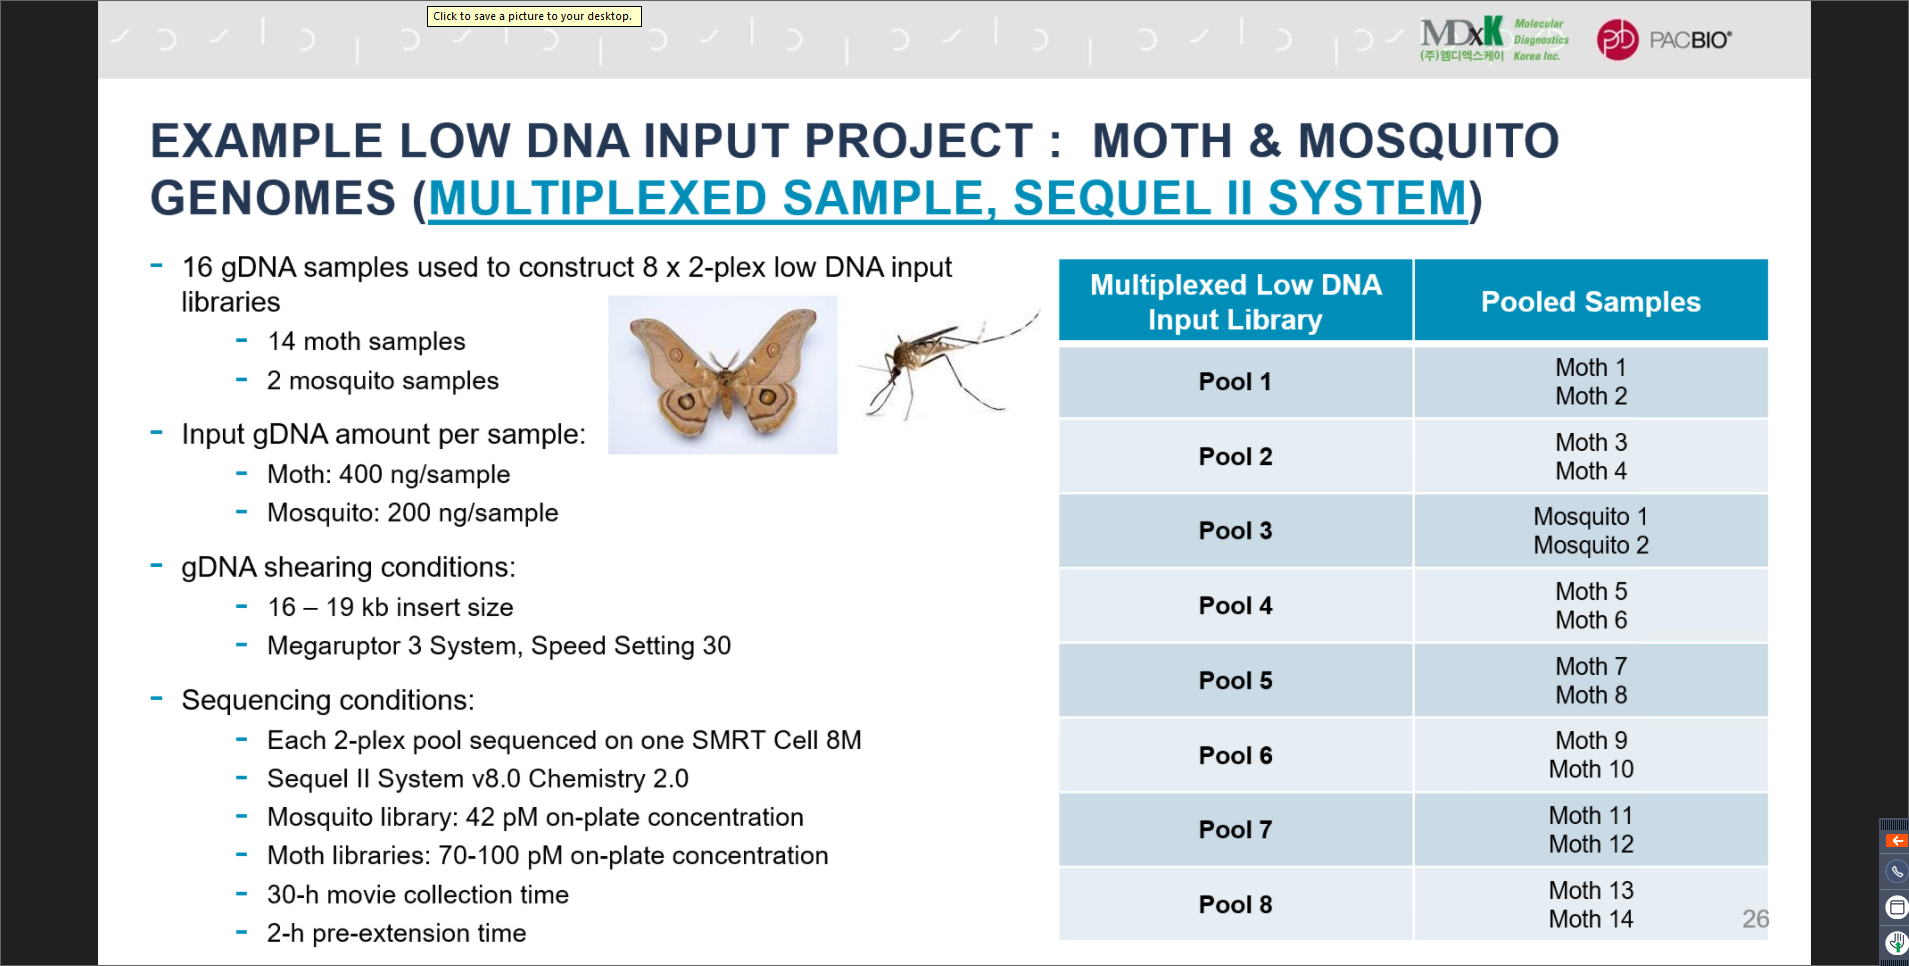 Click to save a picture to your desktop.
MDxK Molecular
Diagnostics
(주)엠디엑스케이 Korea Inc.
PACBIO®
EXAMPLE LOW DNA INPUT PROJECT : MOTH & MOSQUITO
GENOMES (MULTIPLEXED SAMPLE, SEQUEL II SYSTEM)
- 16 gDNA samples used to construct 8 x 2-plex low DNA input
libraries
- 14 moth samples
- 2 mosquito samples
- Input gDNA amount per sample:
- Moth: 400 ng/sample
- Mosquito: 200 ng/sample
- gDNA shearing conditions:
- 16 – 19 kb insert size
- Megaruptor 3 System, Speed Setting 30
- Sequencing conditions:
- Each 2-plex pool sequenced on one SMRT Cell 8M
- Sequel II System v8.0 Chemistry 2.0
- Mosquito library: 42 pM on-plate concentration
- Moth libraries: 70-100 pM on-plate concentration
- 30-h movie collection time
- 2-h pre-extension time
Multiplexed Low DNA
Input Library
Pooled Samples
Pool 1
Moth 1
Moth 2
Pool 2
Moth 3
Moth 4
Pool 3
Mosquito 1
Mosquito 2
Pool 4
Moth 5
Moth 6
Pool 5
Moth 7
Moth 8
Pool 6
Moth 9
Moth 10
Pool 7
Moth 11
Moth 12
Pool 8
Moth 13
Moth 14
26